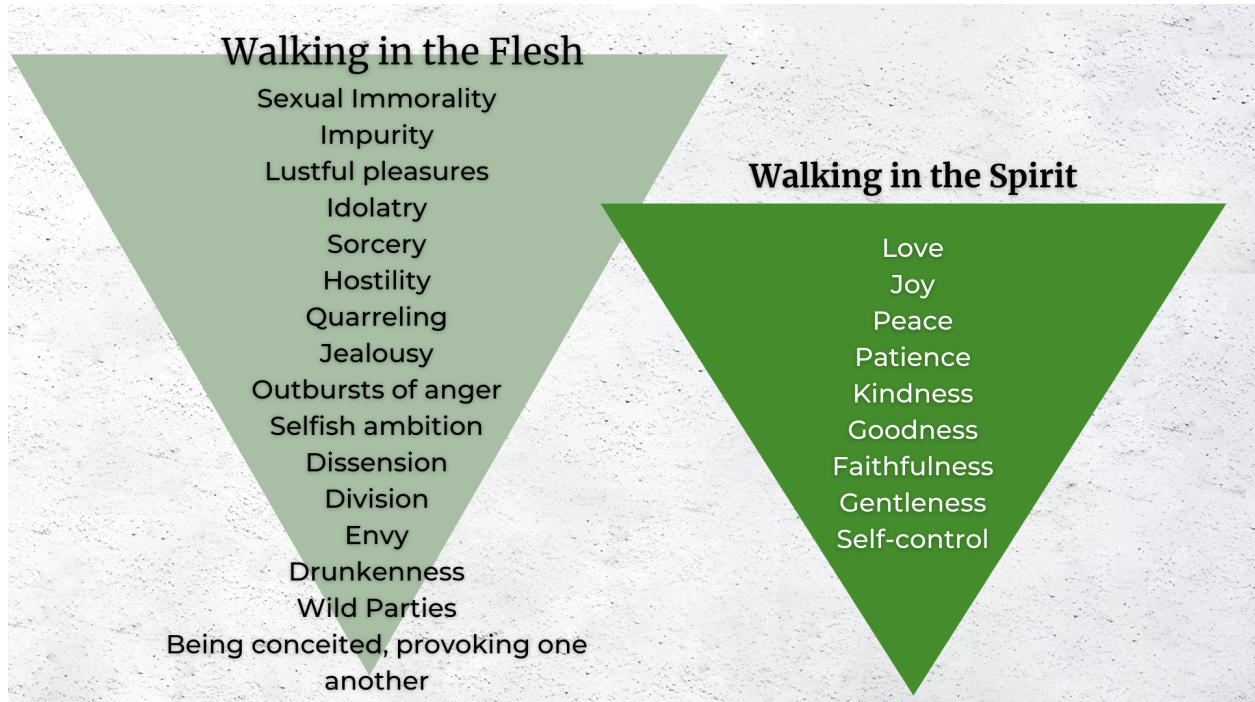 Walking in the Flesh
Sexual Immorality
Impurity
Lustful pleasures
Idolatry
Sorcery
Hostility
Quarreling
Jealousy
Outbursts of anger
Selfish ambition
Dissension
Division
Envy
Drunkenness
Wild Parties
Being conceited, provoking one
another
Walking in the Spirit
Love
Joy
Peace
Patience
Kindness
Goodness
Faithfulness
Gentleness
Self-control